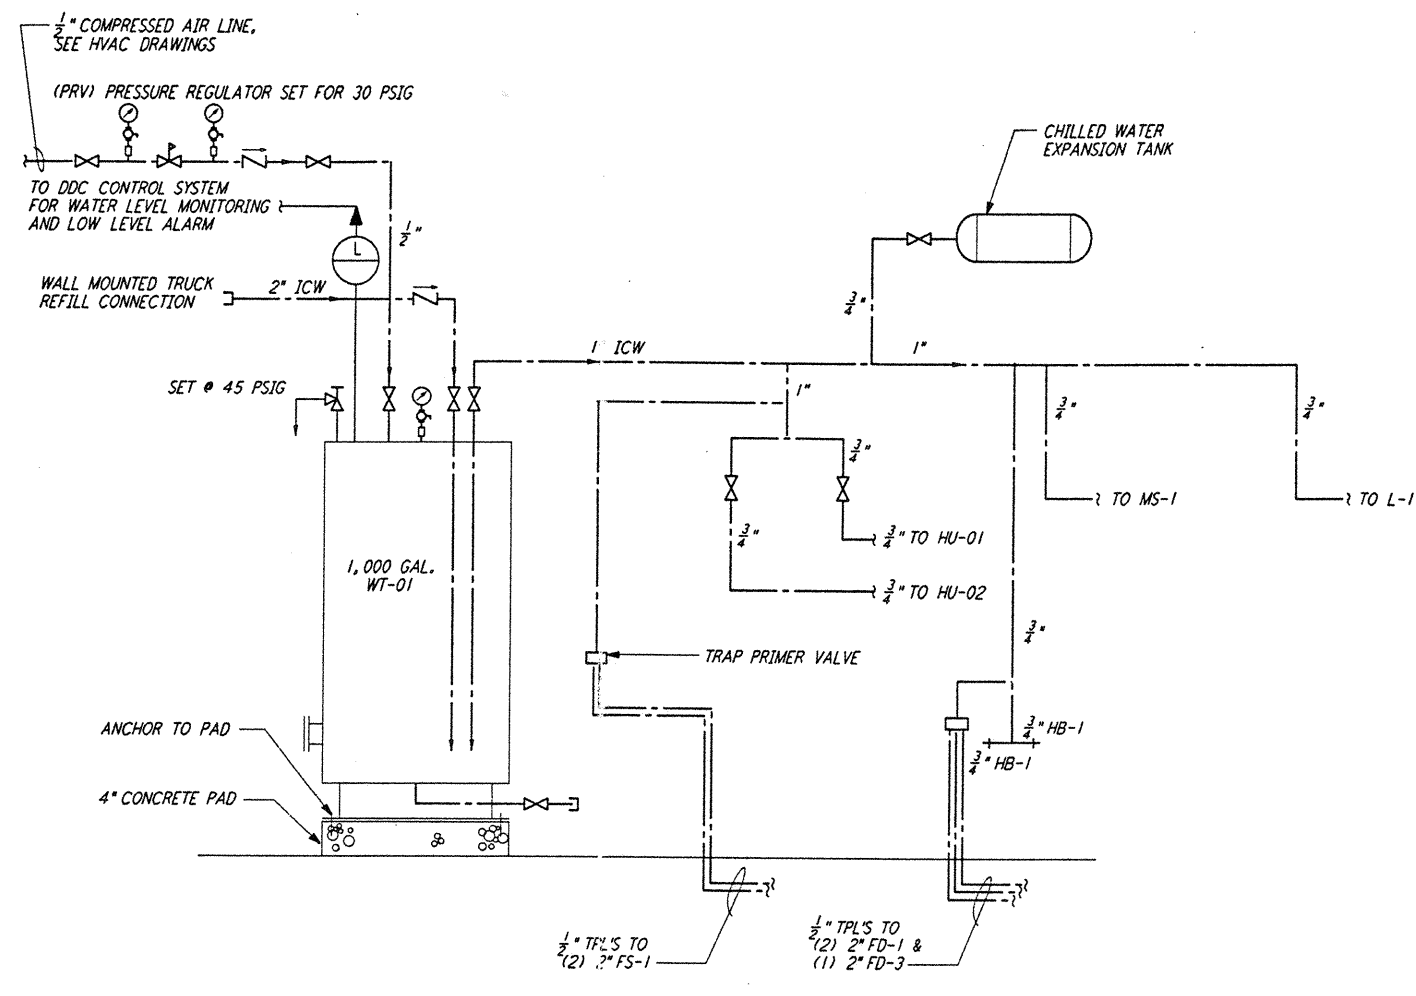 1/2" COMPRESSED AIR LINE,
SEE HVAC DRAWINGS
(PRV) PRESSURE REGULATOR SET FOR 30 PSIG
TO DDC CONTROL SYSTEM
FOR WATER LEVEL MONITORING
AND LOW LEVEL ALARM
1/2"
L
WALL MOUNTED TRUCK
REFILL CONNECTION
2" ICW
CHILLED WATER
EXPANSION TANK
3/4"
1" ICW
1"
SET @ 45 PSIG
1"
3/4"
3/4"
3/4"
TO MS-1
TO L-1
3/4"
3/4" TO HU-01
3/4" TO HU-02
1,000 GAL.
WT-01
3/4"
TRAP PRIMER VALVE
ANCHOR TO PAD
3/4" HB-1
3/4" HB-1
4" CONCRETE PAD
1/2" TPL'S TO
(2) 2" FS-1
1/2" TPL'S TO
(2) 2" FD-1 &
(1) 2" FD-3